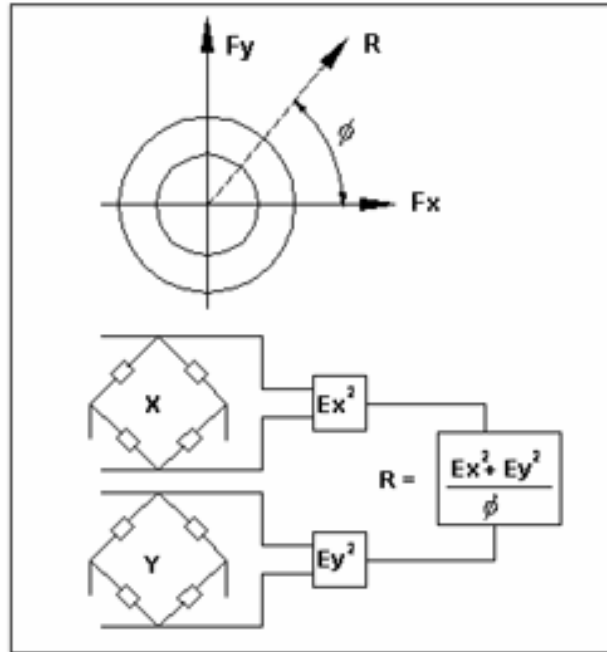 Fy
R
ϕ
Fx
X
Ex²
R = Ex²+ Ey²
ϕ
Y
Ey²